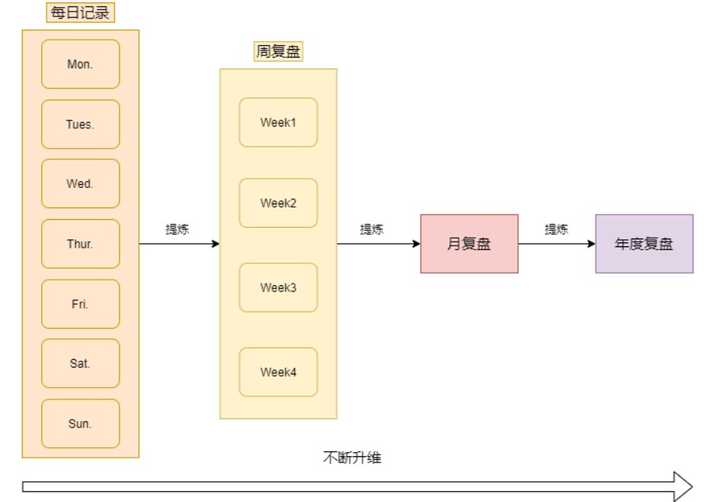 每日记录
Mon.
Tues.
Wed.
Thur.
Fri.
Sat.
Sun.
提炼
周复盘
Week1
Week2
Week3
Week4
提炼
月复盘
提炼
年度复盘
不断升维